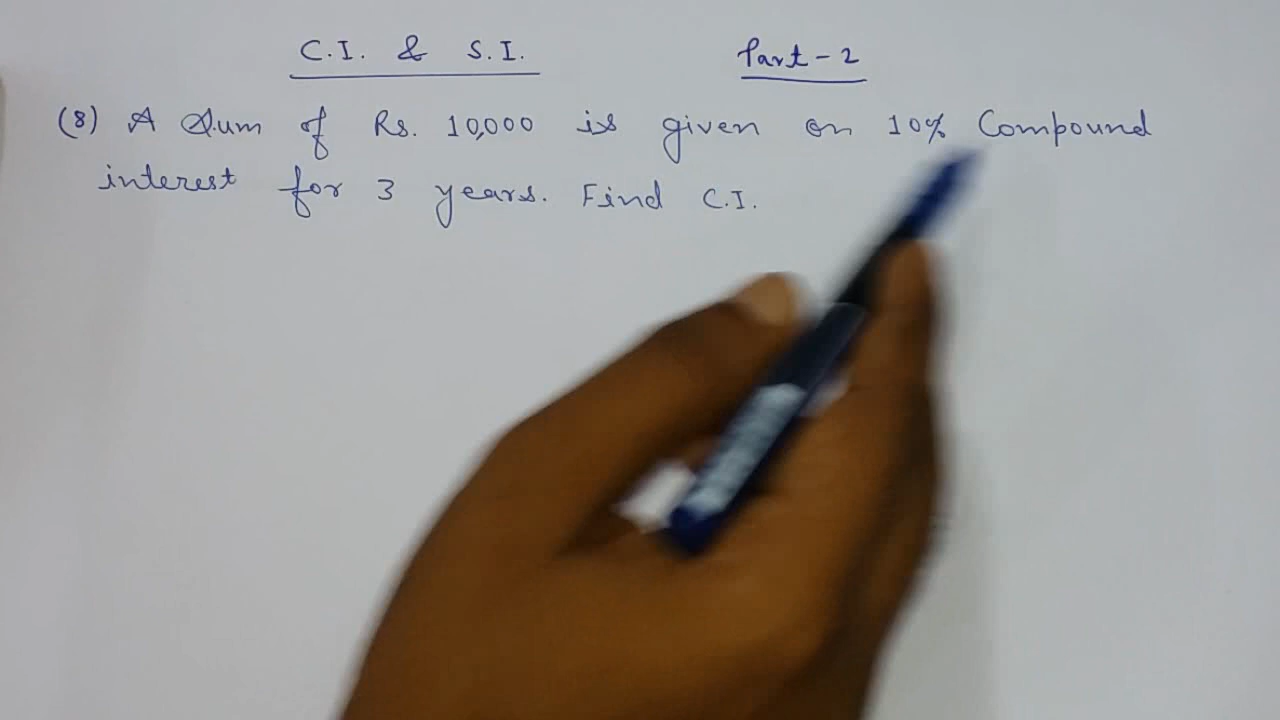 C.I. & S.I. Part-2
(8) A Sum of Rs. 10,000 is given on 10% Compound
interest for 3 years. Find C.I.